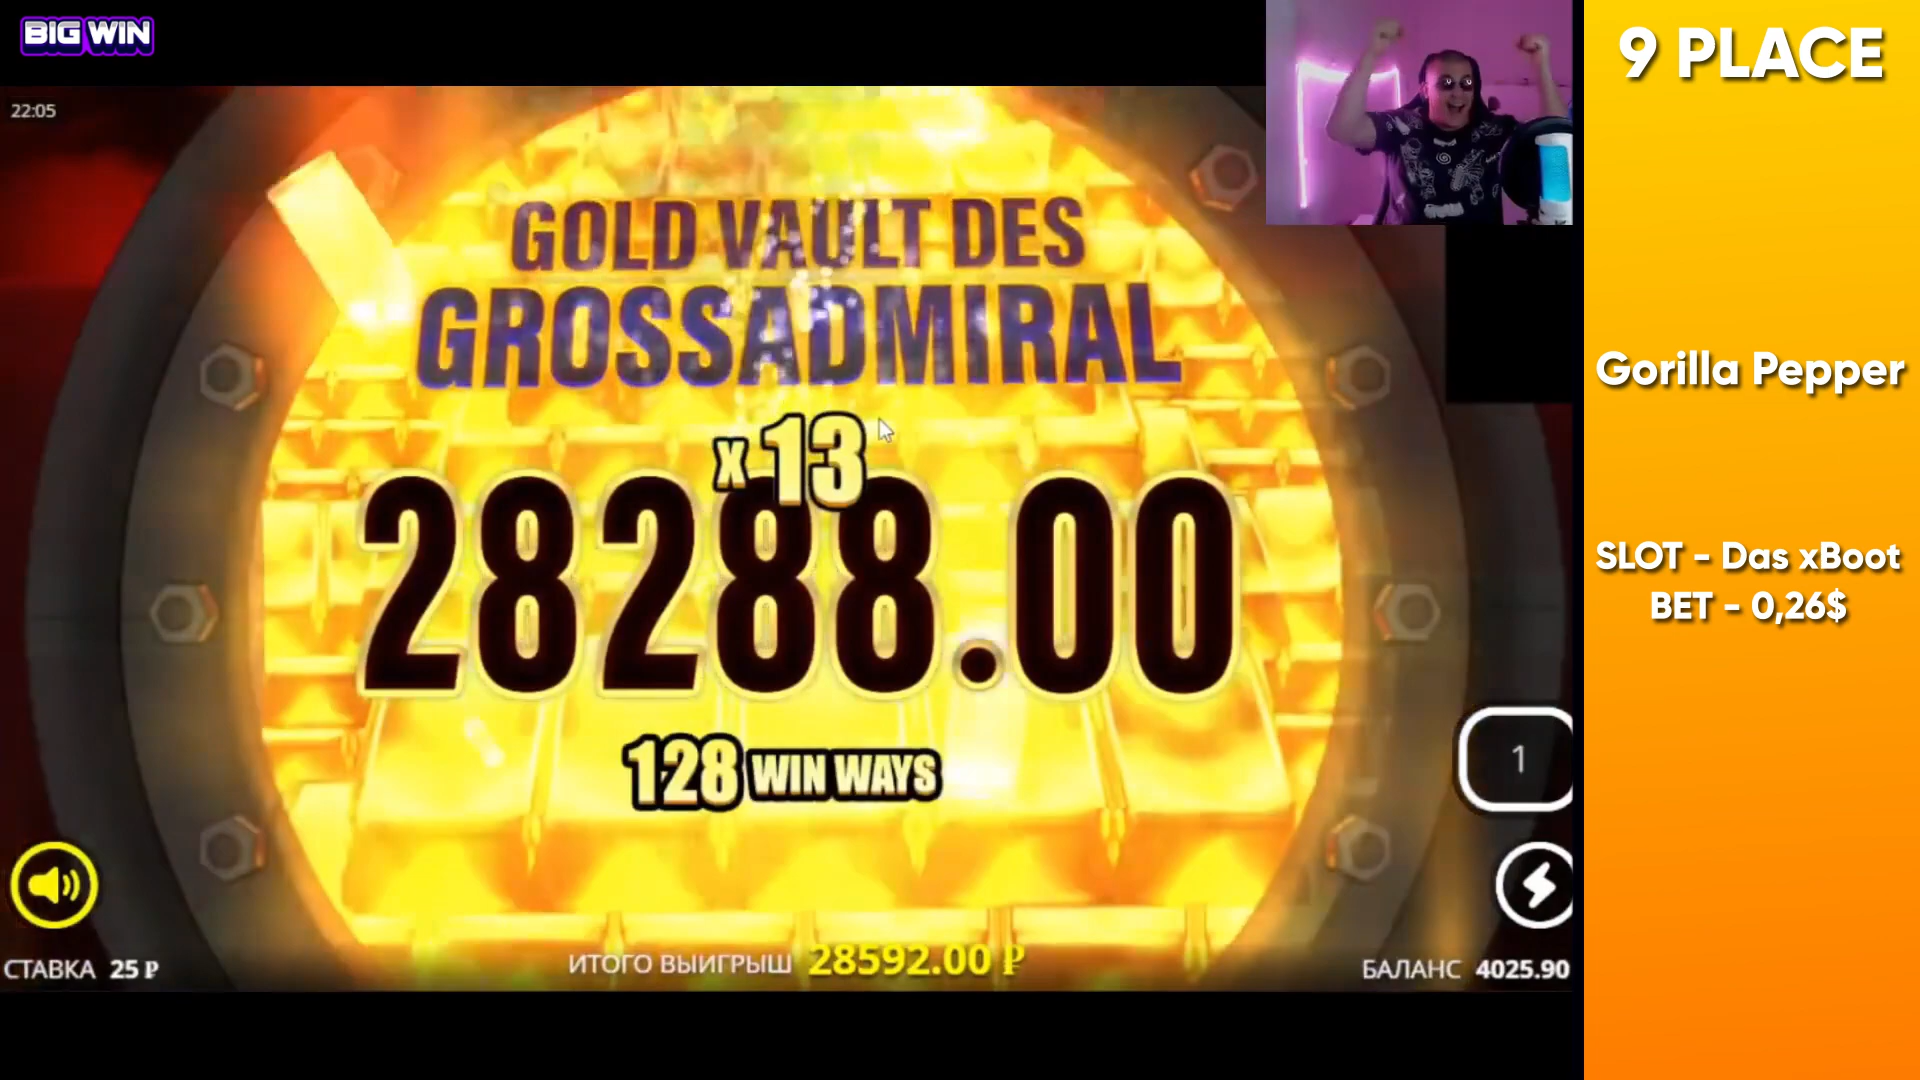 BIG WIN
9 PLACE
22:05
GOLD VAULT DES
GROSSADMIRAL
x13
28288.00
128 WIN WAYS
Gorilla Pepper
SLOT - Das xBoot
BET - 0,26$
1
СТАВКА 25 ₽
ИТОГО ВЫИГРЫШ 28592.00 ₽
БАЛАНС 4025.90